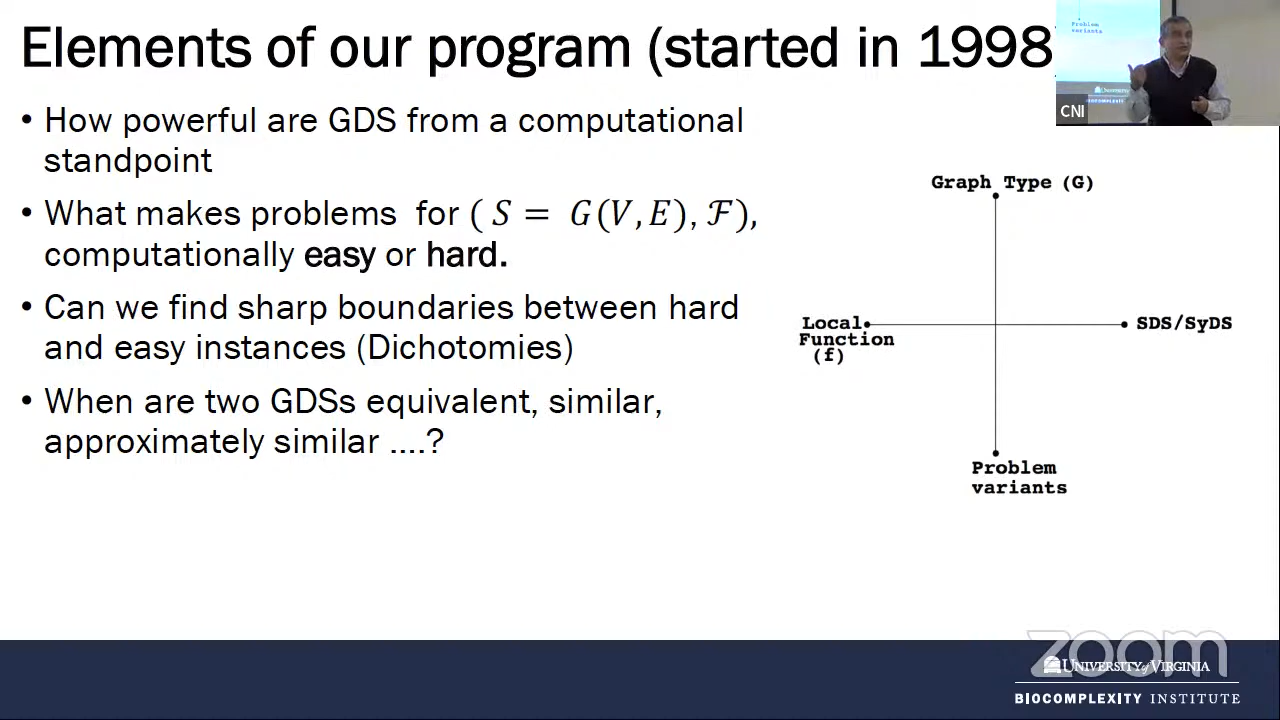 Elements of our program (started in 1998
Problem
variants
CNI
• How powerful are GDS from a computational
standpoint
• What makes problems for ( S = G(V, E), ℱ),
computationally easy or hard.
• Can we find sharp boundaries between hard
and easy instances (Dichotomies)
• When are two GDSs equivalent, similar,
approximately similar ....?
Graph Type (G)
Local
Function
(f)
SDS/SyDS
Problem
variants
zoom
UNIVERSITY of VIRGINIA
BIOCOMPLEXITY INSTITUTE